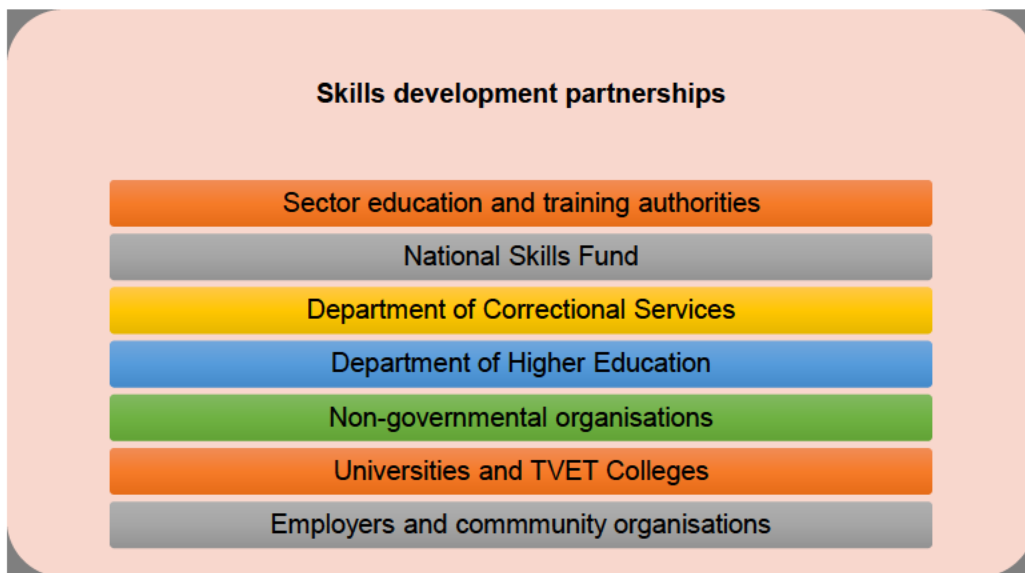 Skills development partnerships
Sector education and training authorities
National Skills Fund
Department of Correctional Services
Department of Higher Education
Non-governmental organisations
Universities and TVET Colleges
Employers and commmunity organisations